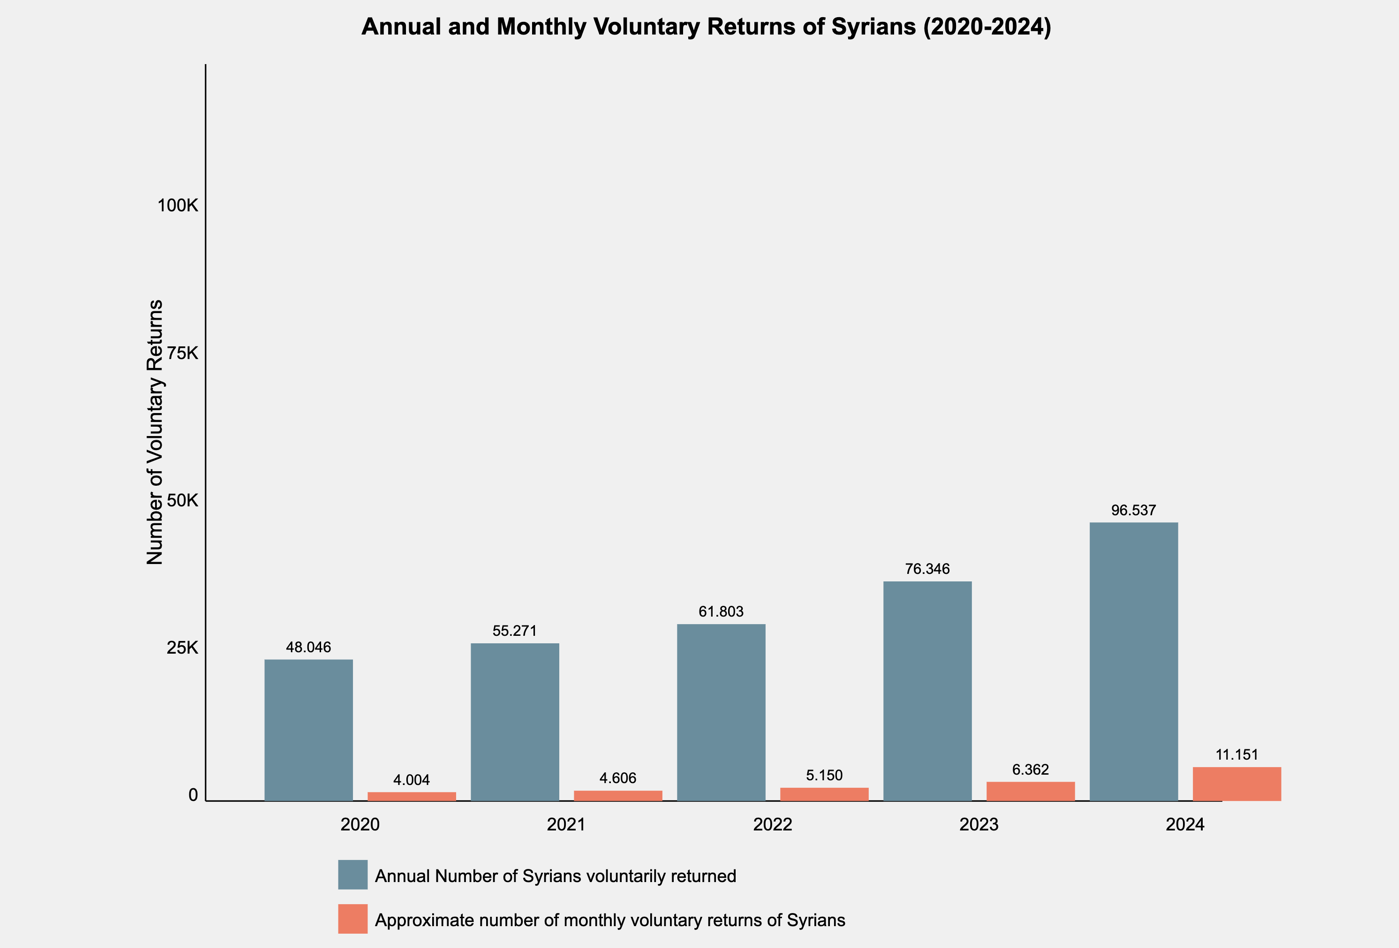 Annual and Monthly Voluntary Returns of Syrians (2020-2024)
Number of Voluntary Returns
100K
75K
50K
25K
0
48.046
4.004
55.271
4.606
61.803
5.150
76.346
6.362
96.537
11.151
2020
2021
2022
2023
2024
Annual Number of Syrians voluntarily returned
Approximate number of monthly voluntary returns of Syrians